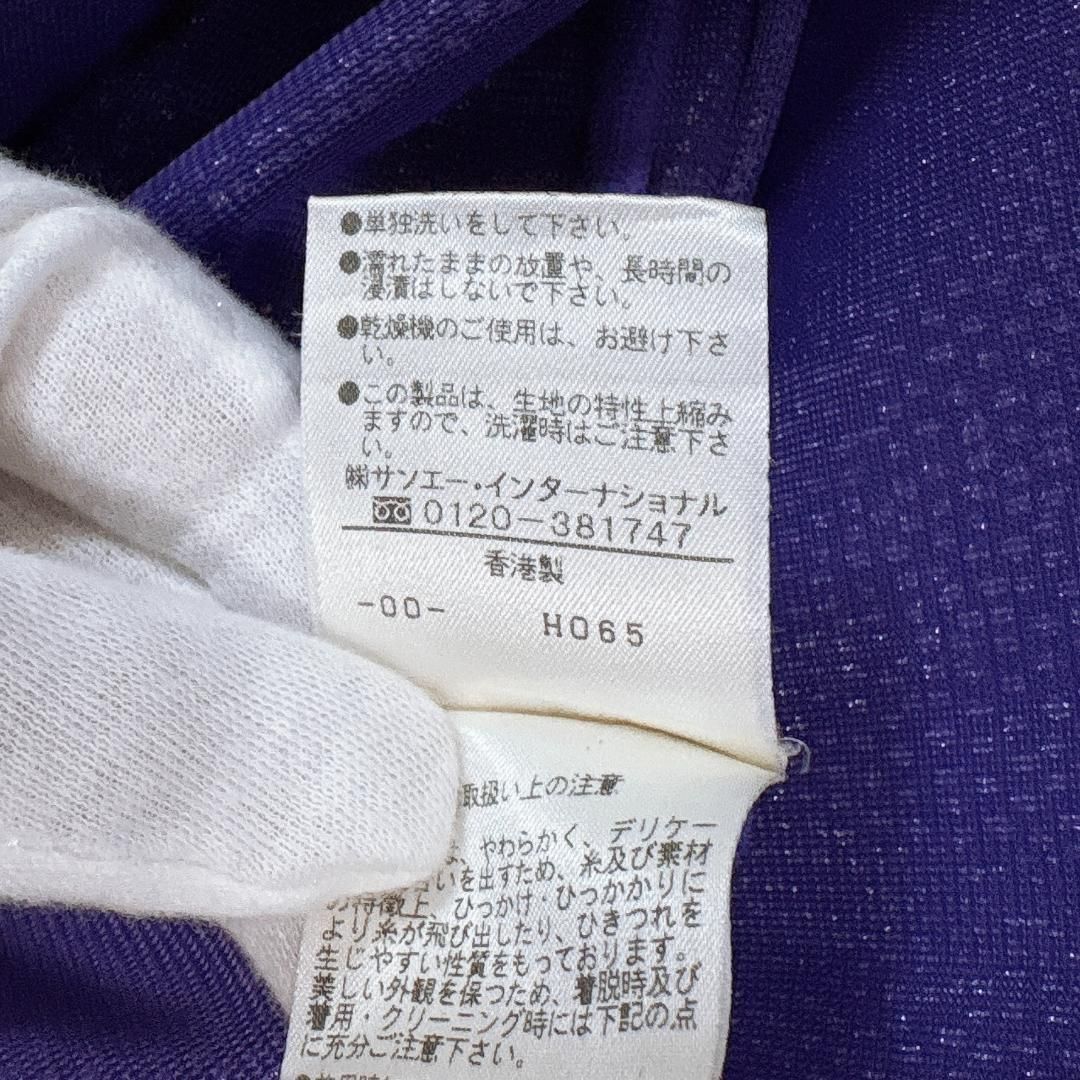 ●単独洗いをして下さい。
●濡れたままの放置や、長時間の
浸漬はしないで下さい。
●乾燥機のご使用は、お避け下さ
い。
●この製品は、生地の特性上縮み
ますので、洗濯時はご注意下さ
い。
㈱サンエー・インターナショナル
0120-381747
香港製
-00- H065
取扱い上の注意
、やわらかく、デリケー
いを出すため、糸及び素材
の特徴上、ひっかけ・ひっかかりに
より糸が飛び出したり、ひきつれを
生じやすい性質をもっております。
美しい外観を保つため、着脱時及び
着用・クリーニング時には下記の点
に充分ご注意下さい。